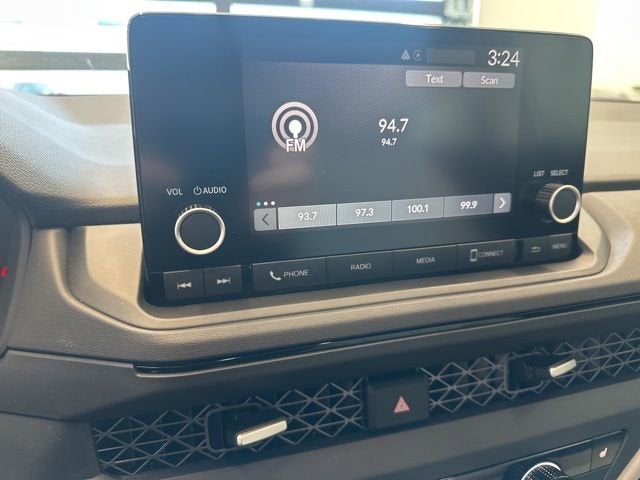 3:24
Text Scan
FM
94.7
94.7
LIST SELECT
VOL AUDIO
93.7 97.3 100.1 99.9
PHONE RADIO MEDIA CONNECT MENU